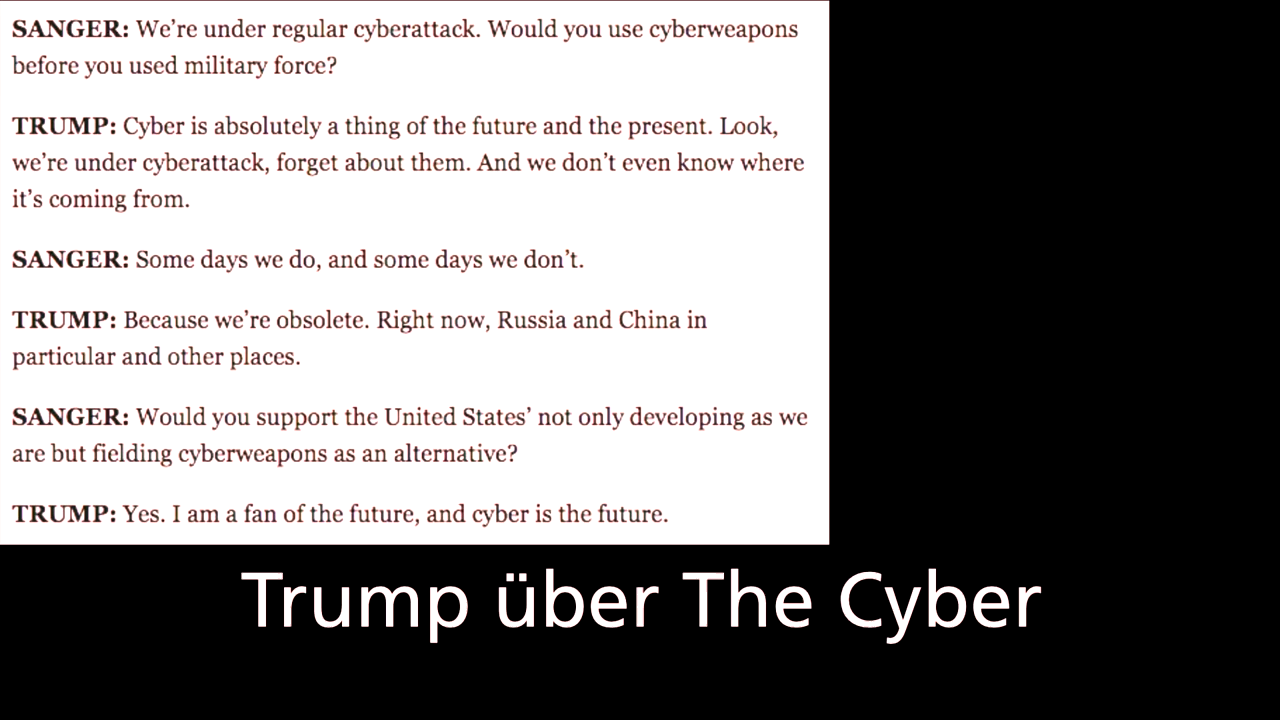 SANGER: We’re under regular cyberattack. Would you use cyberweapons
before you used military force?
TRUMP: Cyber is absolutely a thing of the future and the present. Look,
we’re under cyberattack, forget about them. And we don’t even know where
it’s coming from.
SANGER: Some days we do, and some days we don’t.
TRUMP: Because we’re obsolete. Right now, Russia and China in
particular and other places.
SANGER: Would you support the United States’ not only developing as we
are but fielding cyberweapons as an alternative?
TRUMP: Yes. I am a fan of the future, and cyber is the future.
Trump über The Cyber